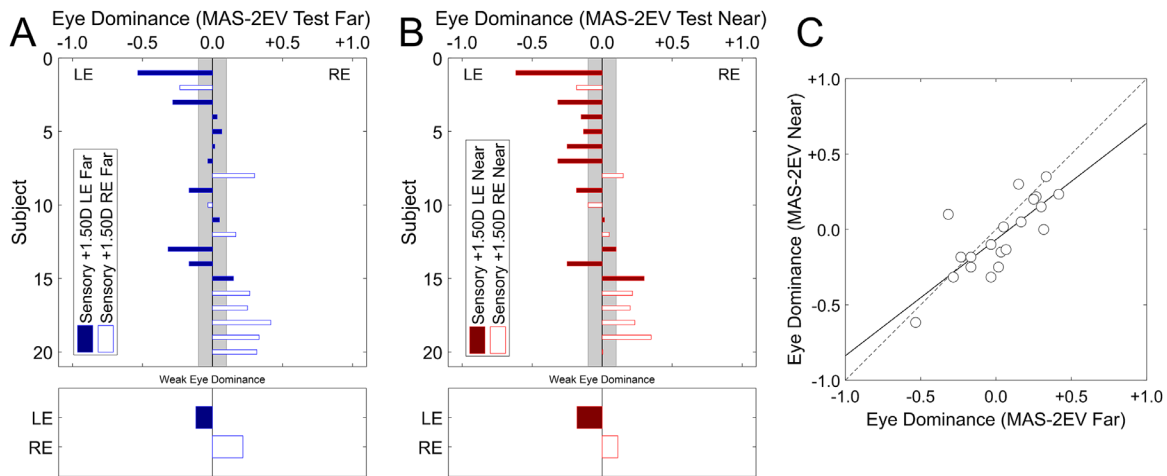 A
Eye Dominance (MAS-2EV Test Far)
-1.0 -0.5 0.0 +0.5 +1.0
LE RE
0
5
10
15
20
Subject
Sensory +1.50D LE Far
Sensory +1.50D RE Far
Weak Eye Dominance
LE
RE
B
Eye Dominance (MAS-2EV Test Near)
-1.0 -0.5 0.0 +0.5 +1.0
LE RE
0
5
10
15
20
Subject
Sensory +1.50D LE Near
Sensory +1.50D RE Near
Weak Eye Dominance
LE
RE
C
Eye Dominance (MAS-2EV Near)
+1.0
+0.5
0.0
-0.5
-1.0
-1.0 -0.5 0.0 +0.5 +1.0
Eye Dominance (MAS-2EV Far)